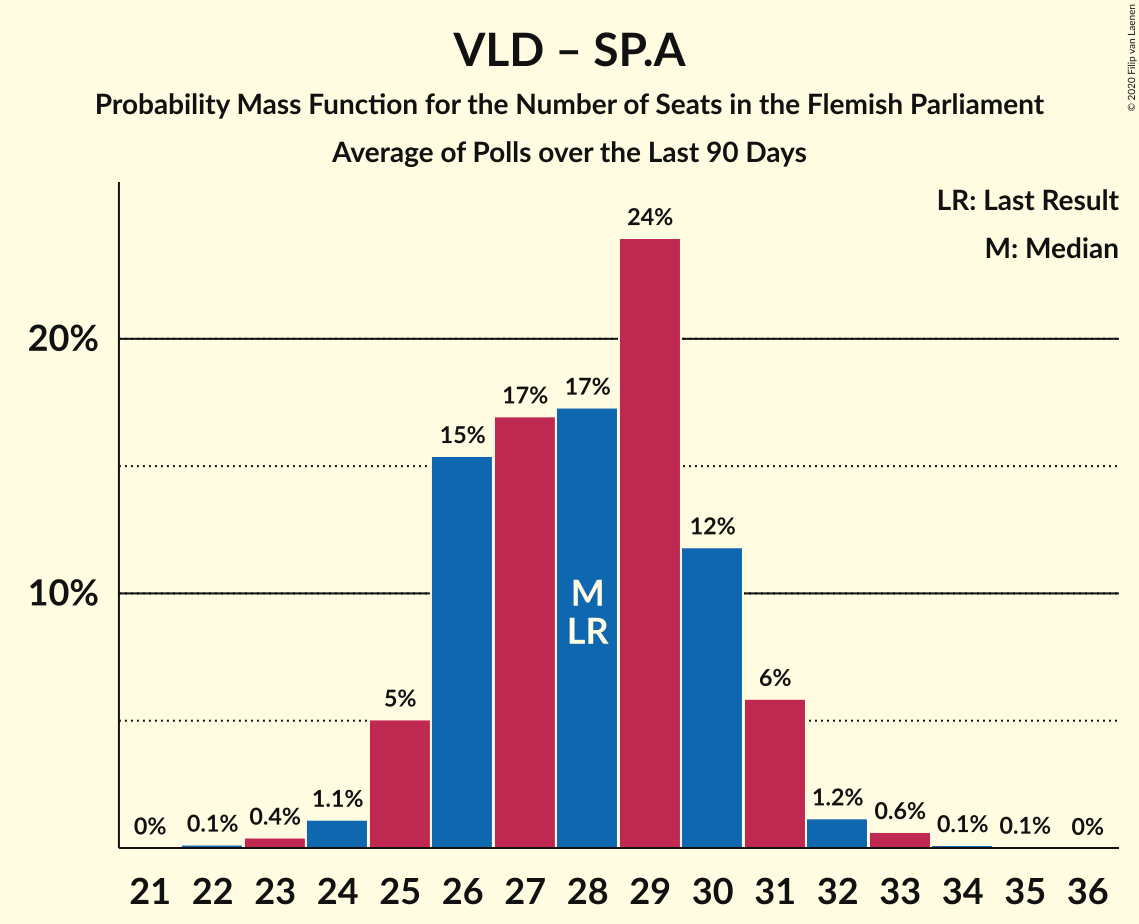 VLD – SP.A
Probability Mass Function for the Number of Seats in the Flemish Parliament
Average of Polls over the Last 90 Days
© 2020 Filip van Laenen
LR: Last Result
M: Median
20%
10%
0%
0.1%
0.4%
1.1%
5%
15%
17%
17%
24%
12%
6%
1.2%
0.6%
0.1%
0.1%
0%
M
LR
21 22 23 24 25 26 27 28 29 30 31 32 33 34 35 36